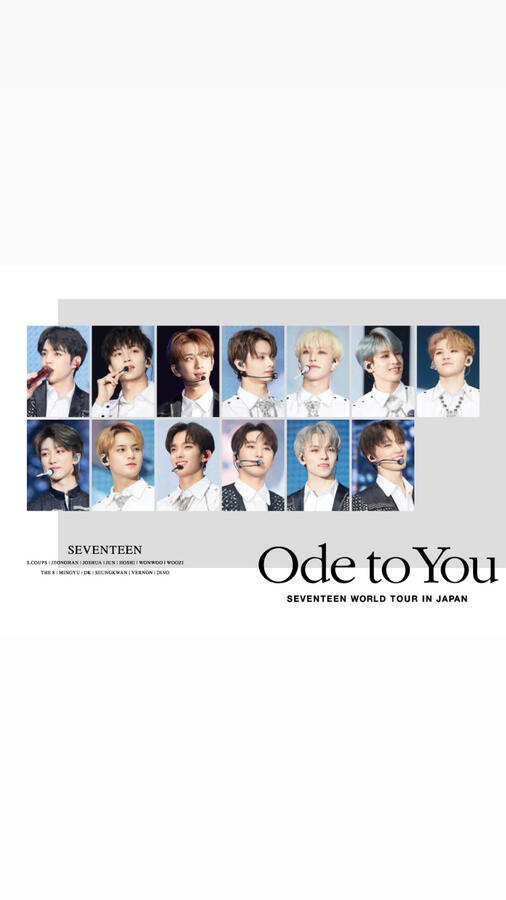 SEVENTEEN
S.COUPS | JEONGHAN | JOSHUA | JUN | HOSHI | WONWOO | WOOZI
THE 8 | MINGYU | DK | SEUNGKWAN | VERNON | DINO
Ode to You
SEVENTEEN WORLD TOUR IN JAPAN